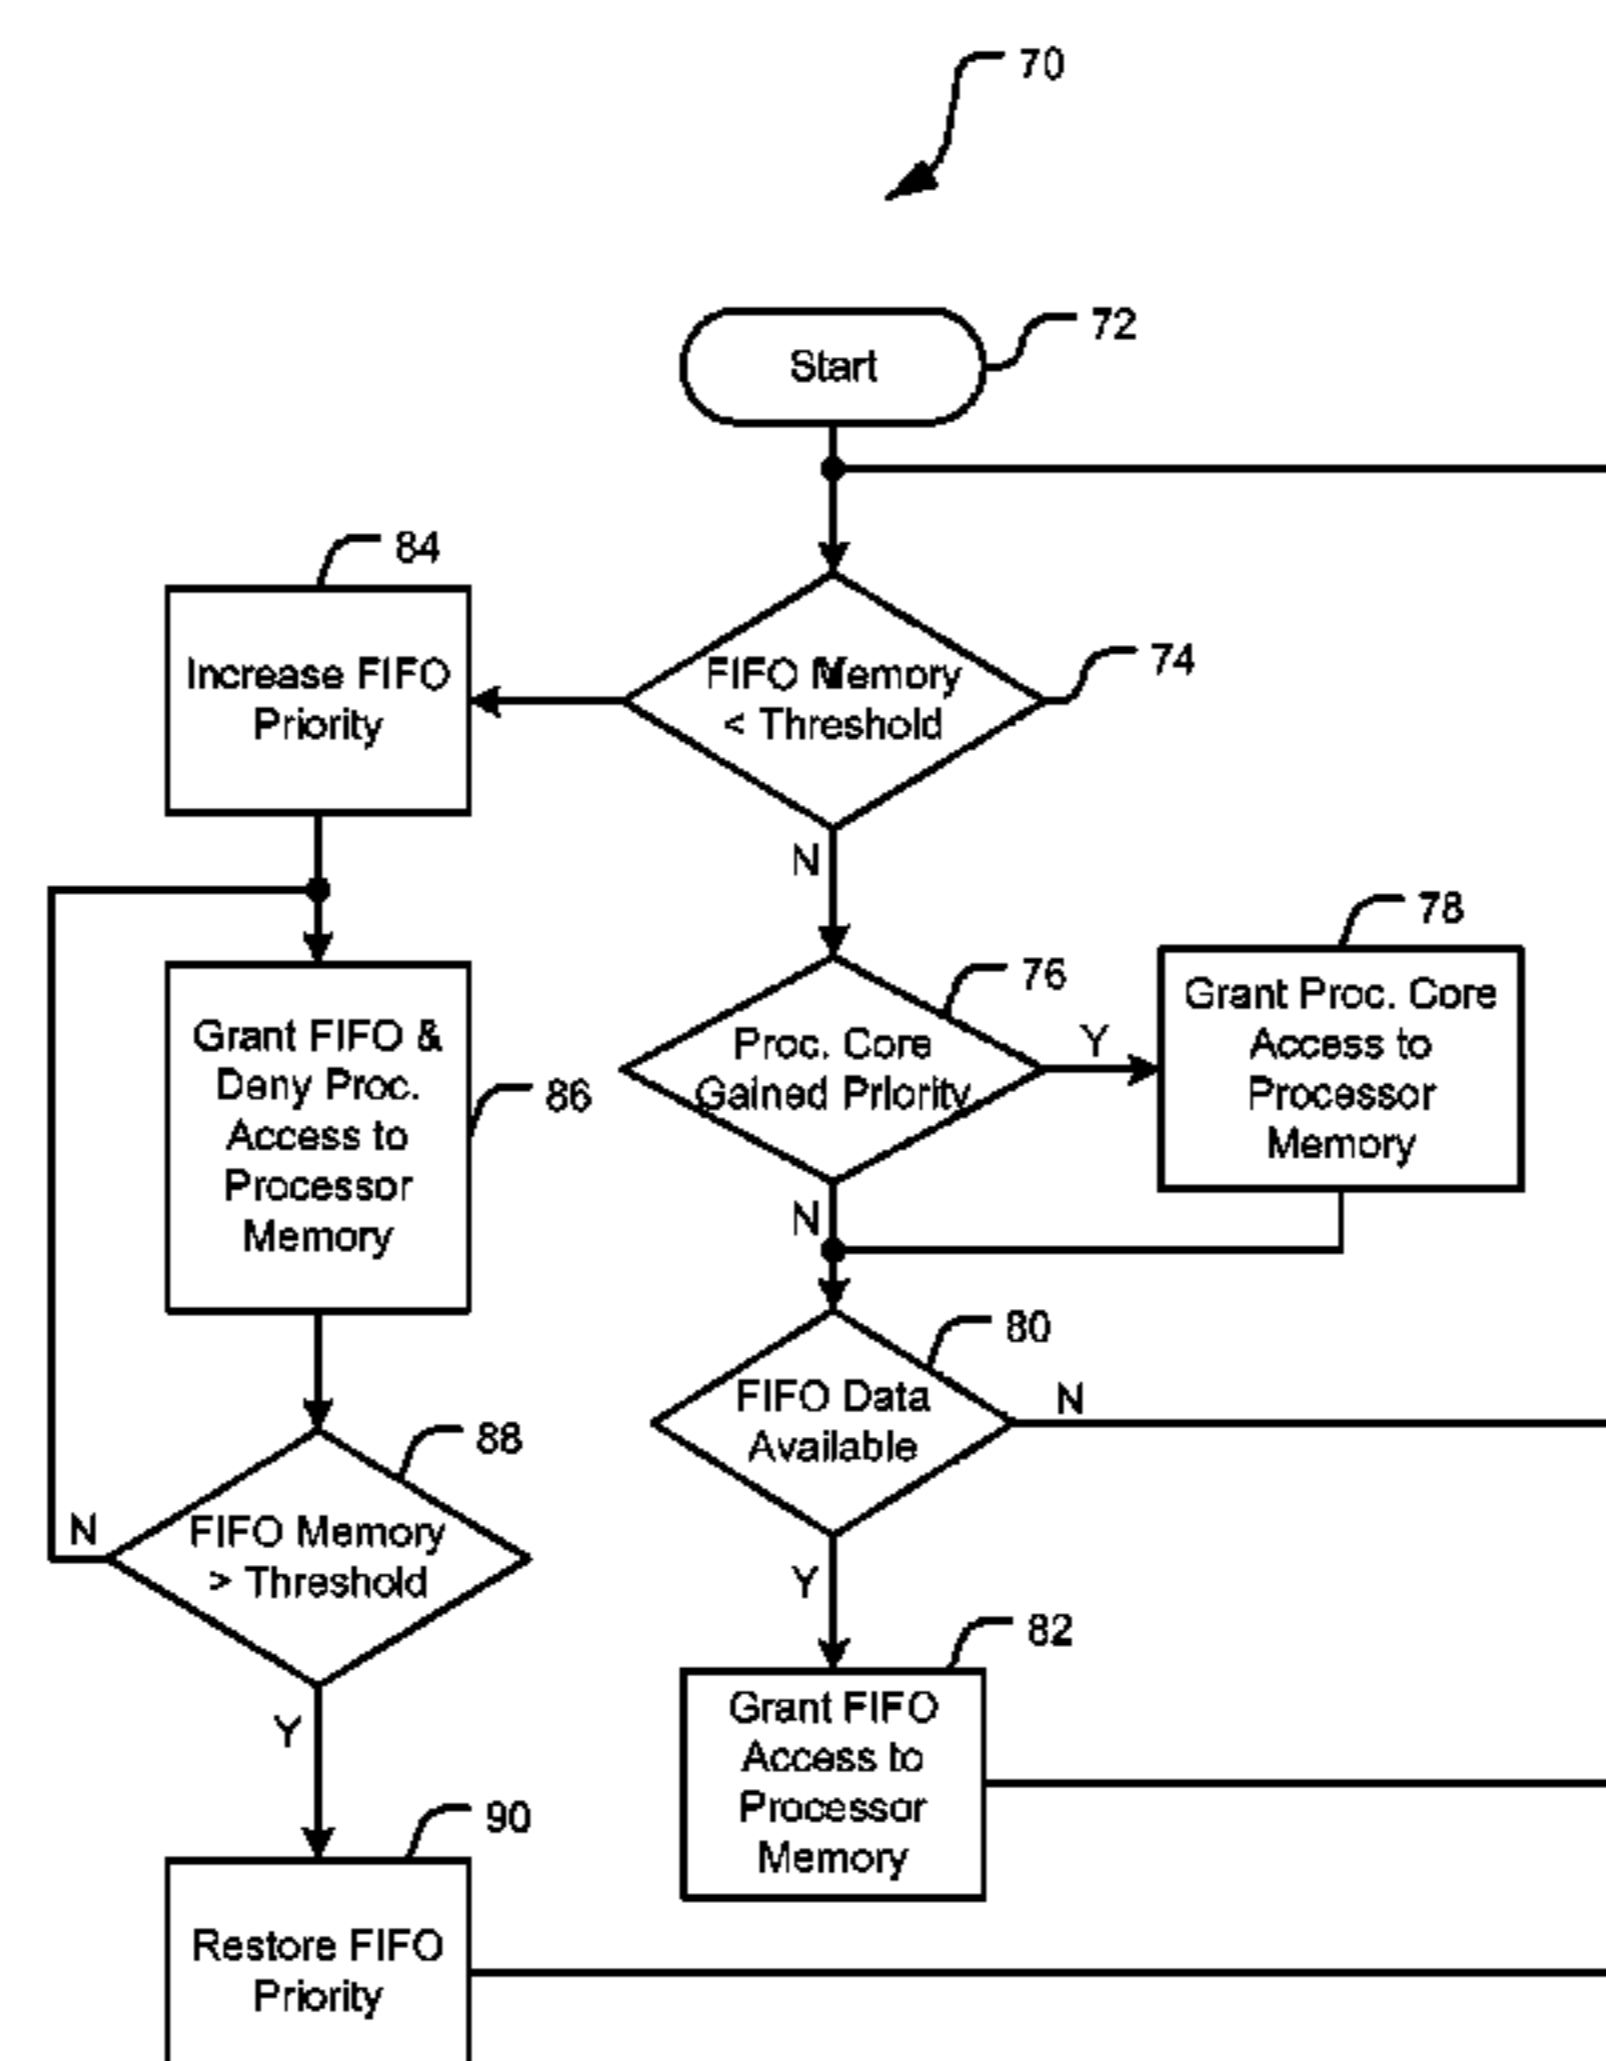 70
Start
72
84
Increase FIFO
Priority
FIFO Memory
< Threshold
74
N
78
76
Proc. Core
Gained Priority
Y
Grant Proc. Core
Access to
Processor
Memory
Grant FIFO &
Deny Proc.
Access to
Processor
Memory
86
N
80
FIFO Data
Available
N
88
FIFO Memory
> Threshold
N
Y
Y
82
Grant FIFO
Access to
Processor
Memory
90
Restore FIFO
Priority